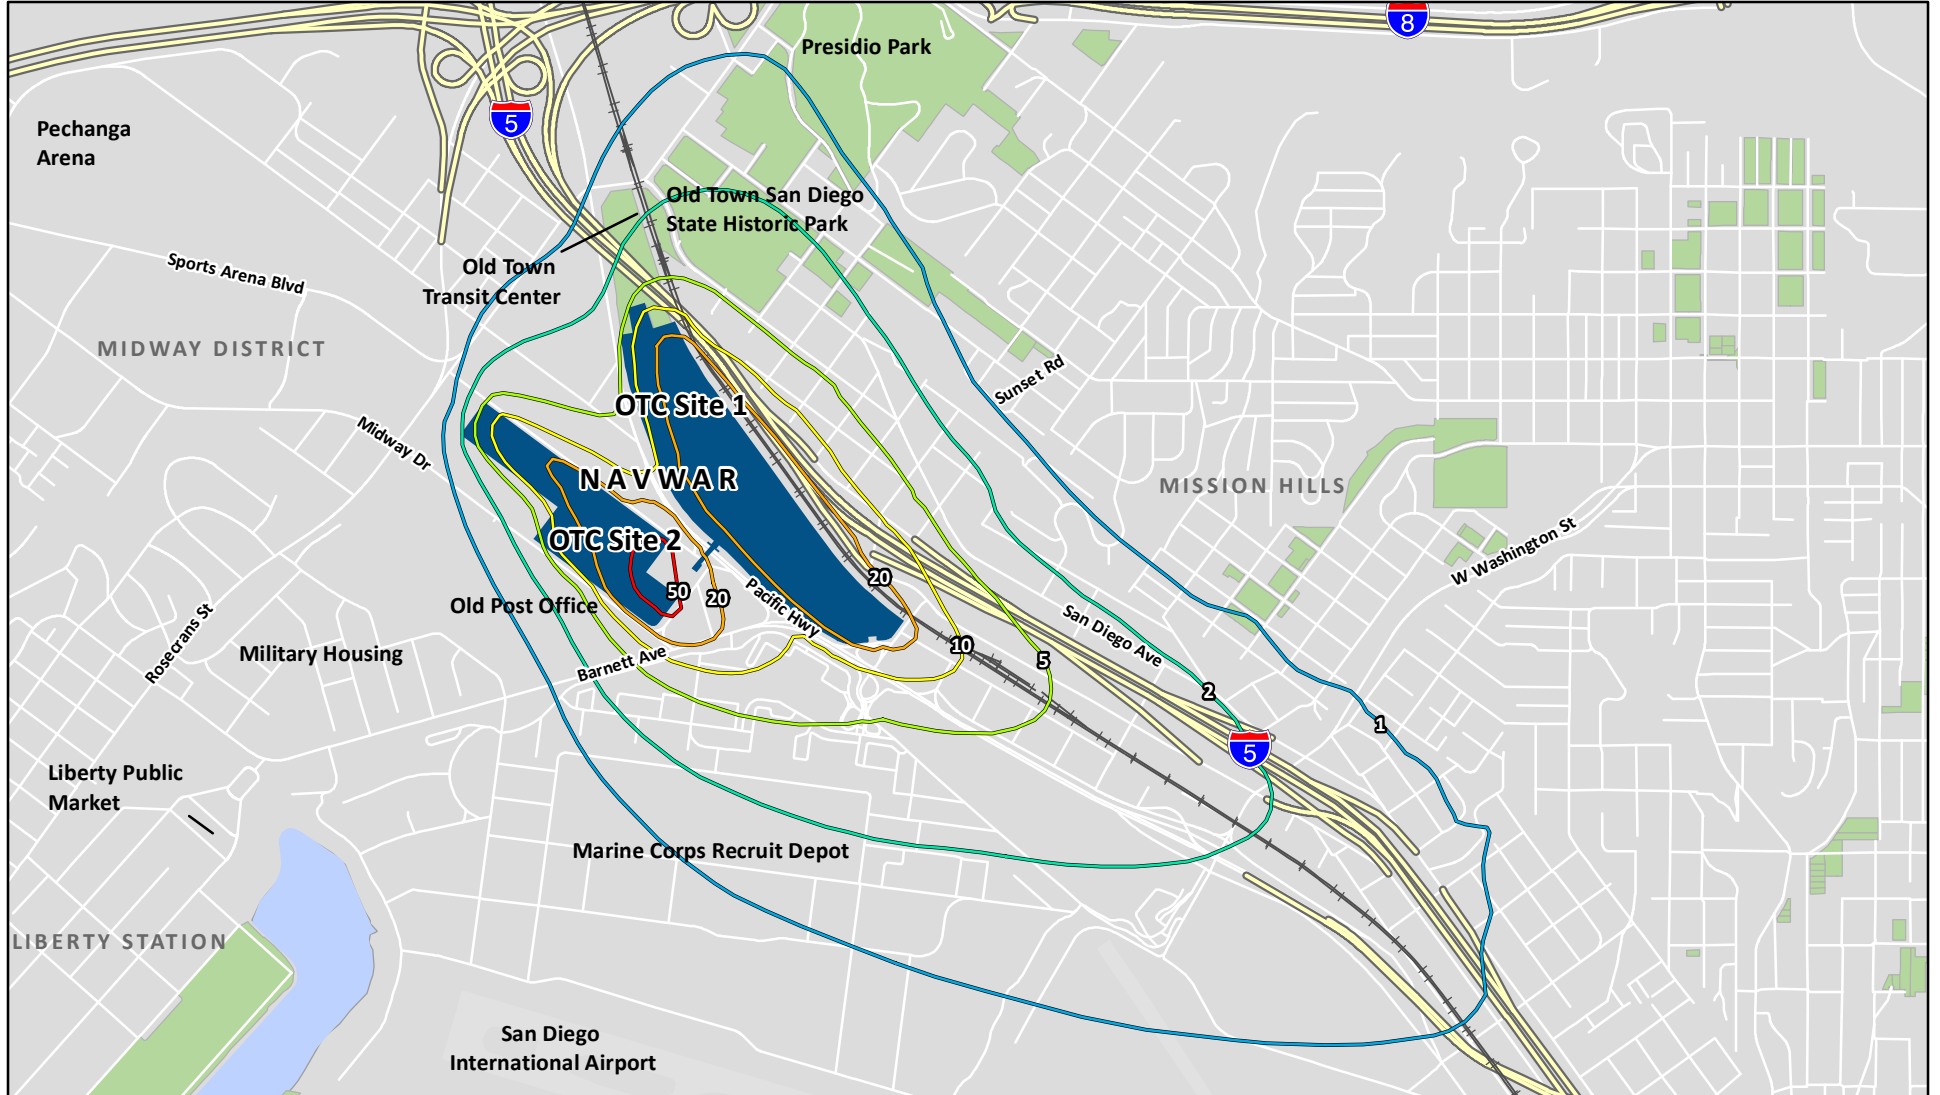 8
Presidio Park
5
Pechanga
Arena
Old Town San Diego
State Historic Park
Sports Arena Blvd
Old Town
Transit Center
MIDWAY DISTRICT
Sunset Rd
OTC Site 1
Midway Dr
NAVWAR
MISSION HILLS
OTC Site 2
W Washington St
20
50
20
Old Post Office
Pacific Hwy
Rosecrans St
San Diego Ave
Military Housing
Barnett Ave
10
5
2
1
5
Liberty Public
Market
Marine Corps Recruit Depot
LIBERTY STATION
San Diego
International Airport